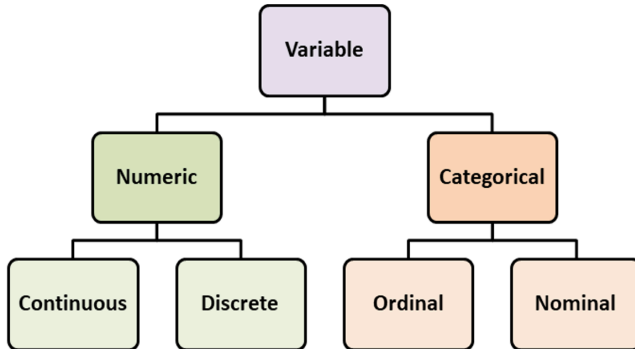 Variable
Numeric
Categorical
Continuous
Discrete
Ordinal
Nominal